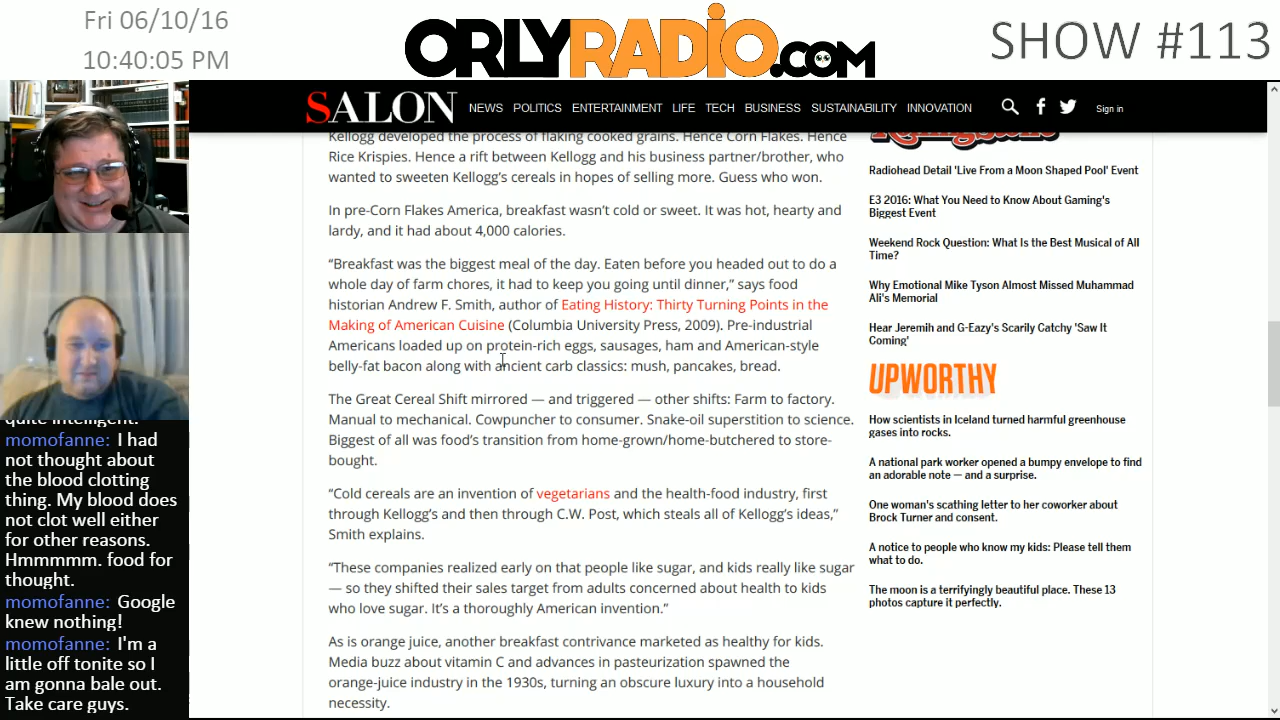 Fri 06/10/16
10:40:05 PM
ORLYRADIO.COM
SHOW #113
SALON
NEWS POLITICS ENTERTAINMENT LIFE TECH BUSINESS SUSTAINABILITY INNOVATION
Sign in
Kellogg developed the process of flaking cooked grains. Hence Corn Flakes. Hence
Rice Krispies. Hence a rift between Kellogg and his business partner/brother, who
wanted to sweeten Kellogg's cereals in hopes of selling more. Guess who won.
In pre-Corn Flakes America, breakfast wasn't cold or sweet. It was hot, hearty and
lardy, and it had about 4,000 calories.
“Breakfast was the biggest meal of the day. Eaten before you headed out to do a
whole day of farm chores, it had to keep you going until dinner,” says food
historian Andrew F. Smith, author of Eating History: Thirty Turning Points in the
Making of American Cuisine (Columbia University Press, 2009). Pre-industrial
Americans loaded up on protein-rich eggs, sausages, ham and American-style
belly-fat bacon along with ancient carb classics: mush, pancakes, bread.
The Great Cereal Shift mirrored — and triggered — other shifts: Farm to factory.
Manual to mechanical. Cowpuncher to consumer. Snake-oil superstition to science.
Biggest of all was food's transition from home-grown/home-butchered to store-
bought.
“Cold cereals are an invention of vegetarians and the health-food industry, first
through Kellogg's and then through C.W. Post, which steals all of Kellogg's ideas,”
Smith explains.
“These companies realized early on that people like sugar, and kids really like sugar
— so they shifted their sales target from adults concerned about health to kids
who love sugar. It's a thoroughly American invention.”
As is orange juice, another breakfast contrivance marketed as healthy for kids.
Media buzz about vitamin C and advances in pasteurization spawned the
orange-juice industry in the 1930s, turning an obscure luxury into a household
necessity.
Radiohead Detail 'Live From a Moon Shaped Pool' Event
E3 2016: What You Need to Know About Gaming's
Biggest Event
Weekend Rock Question: What Is the Best Musical of All
Time?
Why Emotional Mike Tyson Almost Missed Muhammad
Ali's Memorial
Hear Jeremih and G-Eazy's Scarily Catchy 'Saw It
Coming'
UPWORTHY
How scientists in Iceland turned harmful greenhouse
gases into rocks.
A national park worker opened a bumpy envelope to find
an adorable note — and a surprise.
One woman's scathing letter to her coworker about
Brock Turner and consent.
A notice to people who know my kids: Please tell them
what to do.
The moon is a terrifyingly beautiful place. These 13
photos capture it perfectly.
quite intelligent.
momofanne: I had
not thought about
the blood clotting
thing. My blood does
not clot well either
for other reasons.
Hmmmmm. food for
thought.
momofanne: Google
knew nothing!
momofanne: I'm a
little off tonite so I
am gonna bale out.
Take care guys.